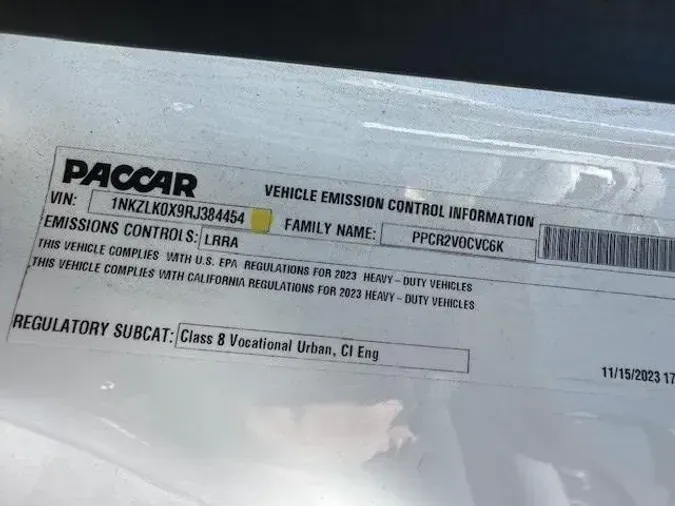 PACCAR
VEHICLE EMISSION CONTROL INFORMATION
VIN: 1NKZLK0X9RJ384454 FAMILY NAME: PPCR2VOCVC6K
EMISSIONS CONTROLS: LRRA
THIS VEHICLE COMPLIES WITH U.S. EPA REGULATIONS FOR 2023 HEAVY-DUTY VEHICLES
THIS VEHICLE COMPLIES WITH CALIFORNIA REGULATIONS FOR 2023 HEAVY-DUTY VEHICLES
REGULATORY SUBCAT: Class 8 Vocational Urban, CI Eng
11/15/2023 17